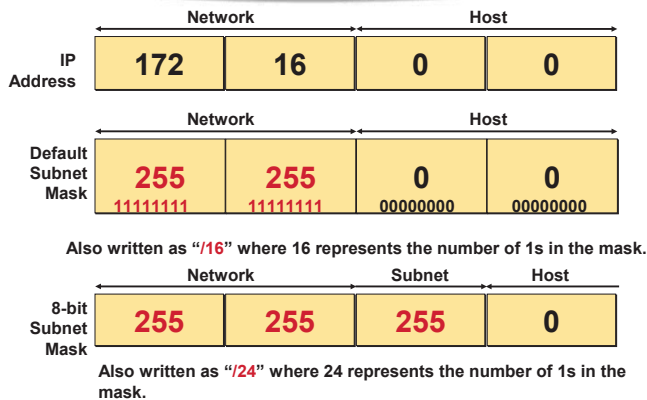 Network Host
IP Address 172 16 0 0
Network Host
Default Subnet Mask 255 255 0 0
11111111 11111111 00000000 00000000
Also written as “/16” where 16 represents the number of 1s in the mask.
Network Subnet Host
8-bit Subnet Mask 255 255 255 0
Also written as “/24” where 24 represents the number of 1s in the
mask.